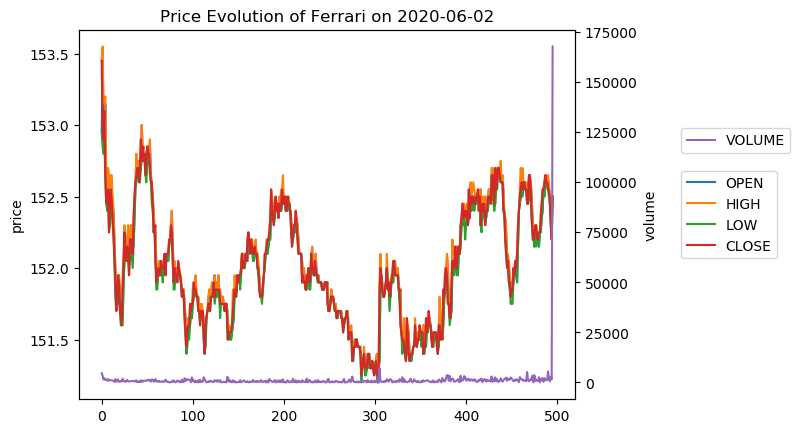 Price Evolution of Ferrari on 2020-06-02
price
153.5
153.0
152.5
152.0
151.5
0
100
200
300
400
500
175000
150000
125000
100000
75000
50000
25000
0
volume
VOLUME
OPEN
HIGH
LOW
CLOSE